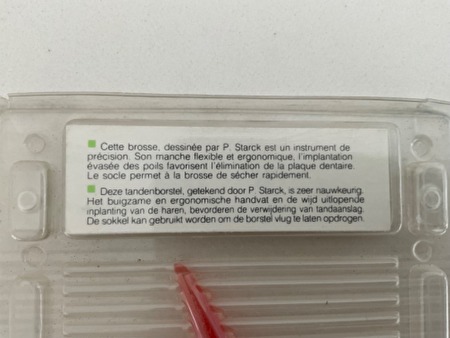 Cette brosse, dessinée par P. Starck est un instrument de
précision. Son manche flexible et ergonomique, l'implantation
évasée des poils favorisent l'élimination de la plaque dentaire.
Le socle permet à la brosse de sécher rapidement.
Deze tandenborstel, getekend door P. Starck, is zeer nauwkeurig.
Het buigzame en ergonomische handvat en de wijd uitlopende
inplanting van de haren, bevorderen de verwijdering van tandaanslag.
De sokkel kan gebruikt worden om de borstel vlug te laten opdrogen.